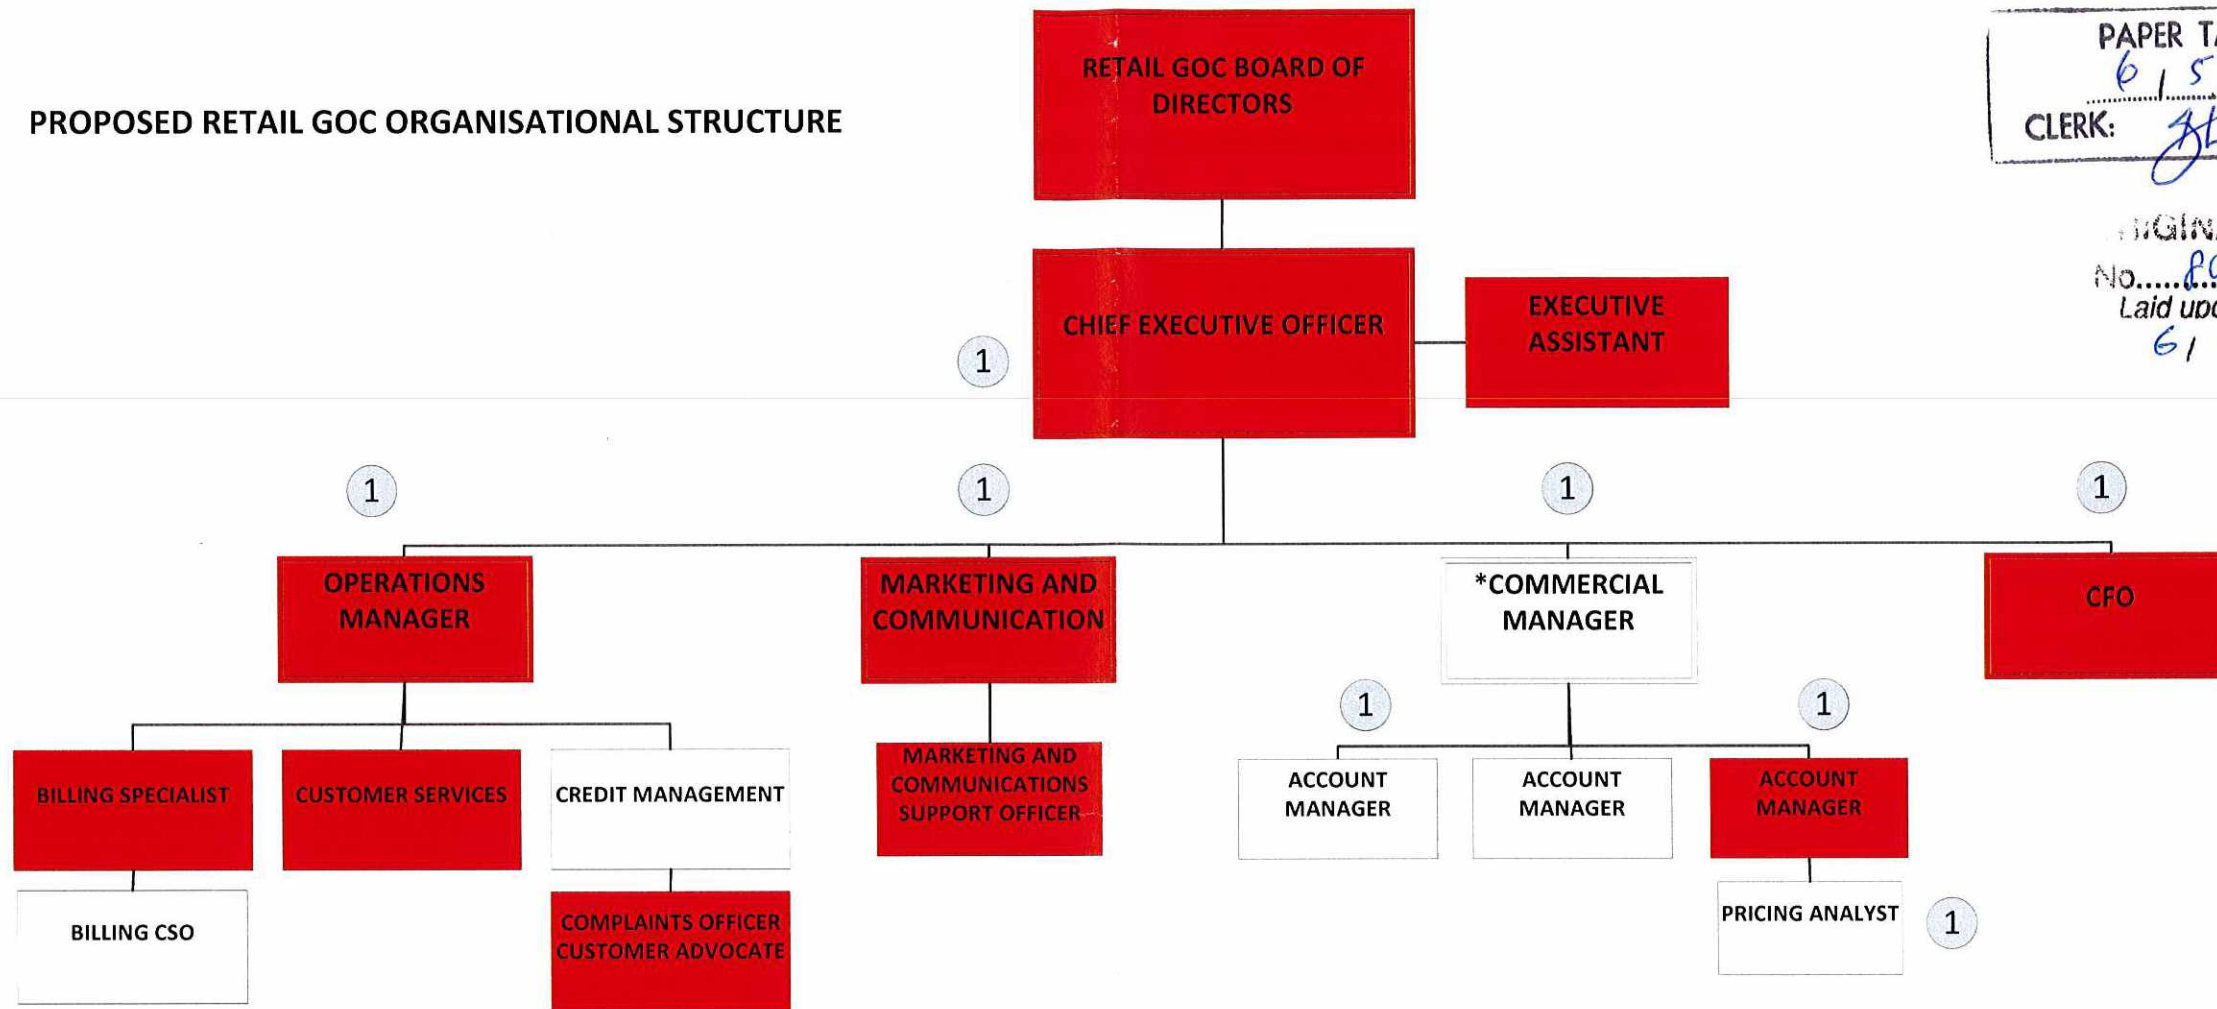 PROPOSED RETAIL GOC ORGANISATIONAL STRUCTURE
RETAIL GOC BOARD OF
DIRECTORS
PAPER
6 / 5
CLERK:
No.....
Laid
6 /
CHIEF EXECUTIVE OFFICER
EXECUTIVE
ASSISTANT
1
1
1
1
1
OPERATIONS
MANAGER
MARKETING AND
COMMUNICATION
*COMMERCIAL
MANAGER
CFO
1
1
BILLING SPECIALIST
CUSTOMER SERVICES
CREDIT MANAGEMENT
MARKETING AND
COMMUNICATIONS
SUPPORT OFFICER
ACCOUNT
MANAGER
ACCOUNT
MANAGER
ACCOUNT
MANAGER
BILLING CSO
COMPLAINTS OFFICER
CUSTOMER ADVOCATE
PRICING ANALYST
1